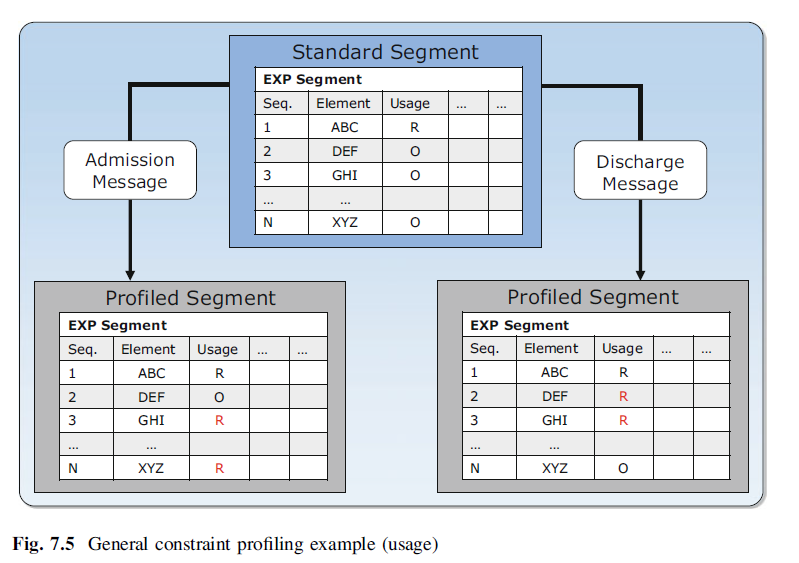 Standard Segment
EXP Segment
Seq. Element Usage ... ...
1 ABC R
2 DEF O
3 GHI O
... ...
N XYZ O
Admission
Message
Discharge
Message
Profiled Segment
EXP Segment
Seq. Element Usage ... ...
1 ABC R
2 DEF O
3 GHI R
... ...
N XYZ R
Profiled Segment
EXP Segment
Seq. Element Usage ... ...
1 ABC R
2 DEF R
3 GHI R
... ...
N XYZ O
Fig. 7.5 General constraint profiling example (usage)